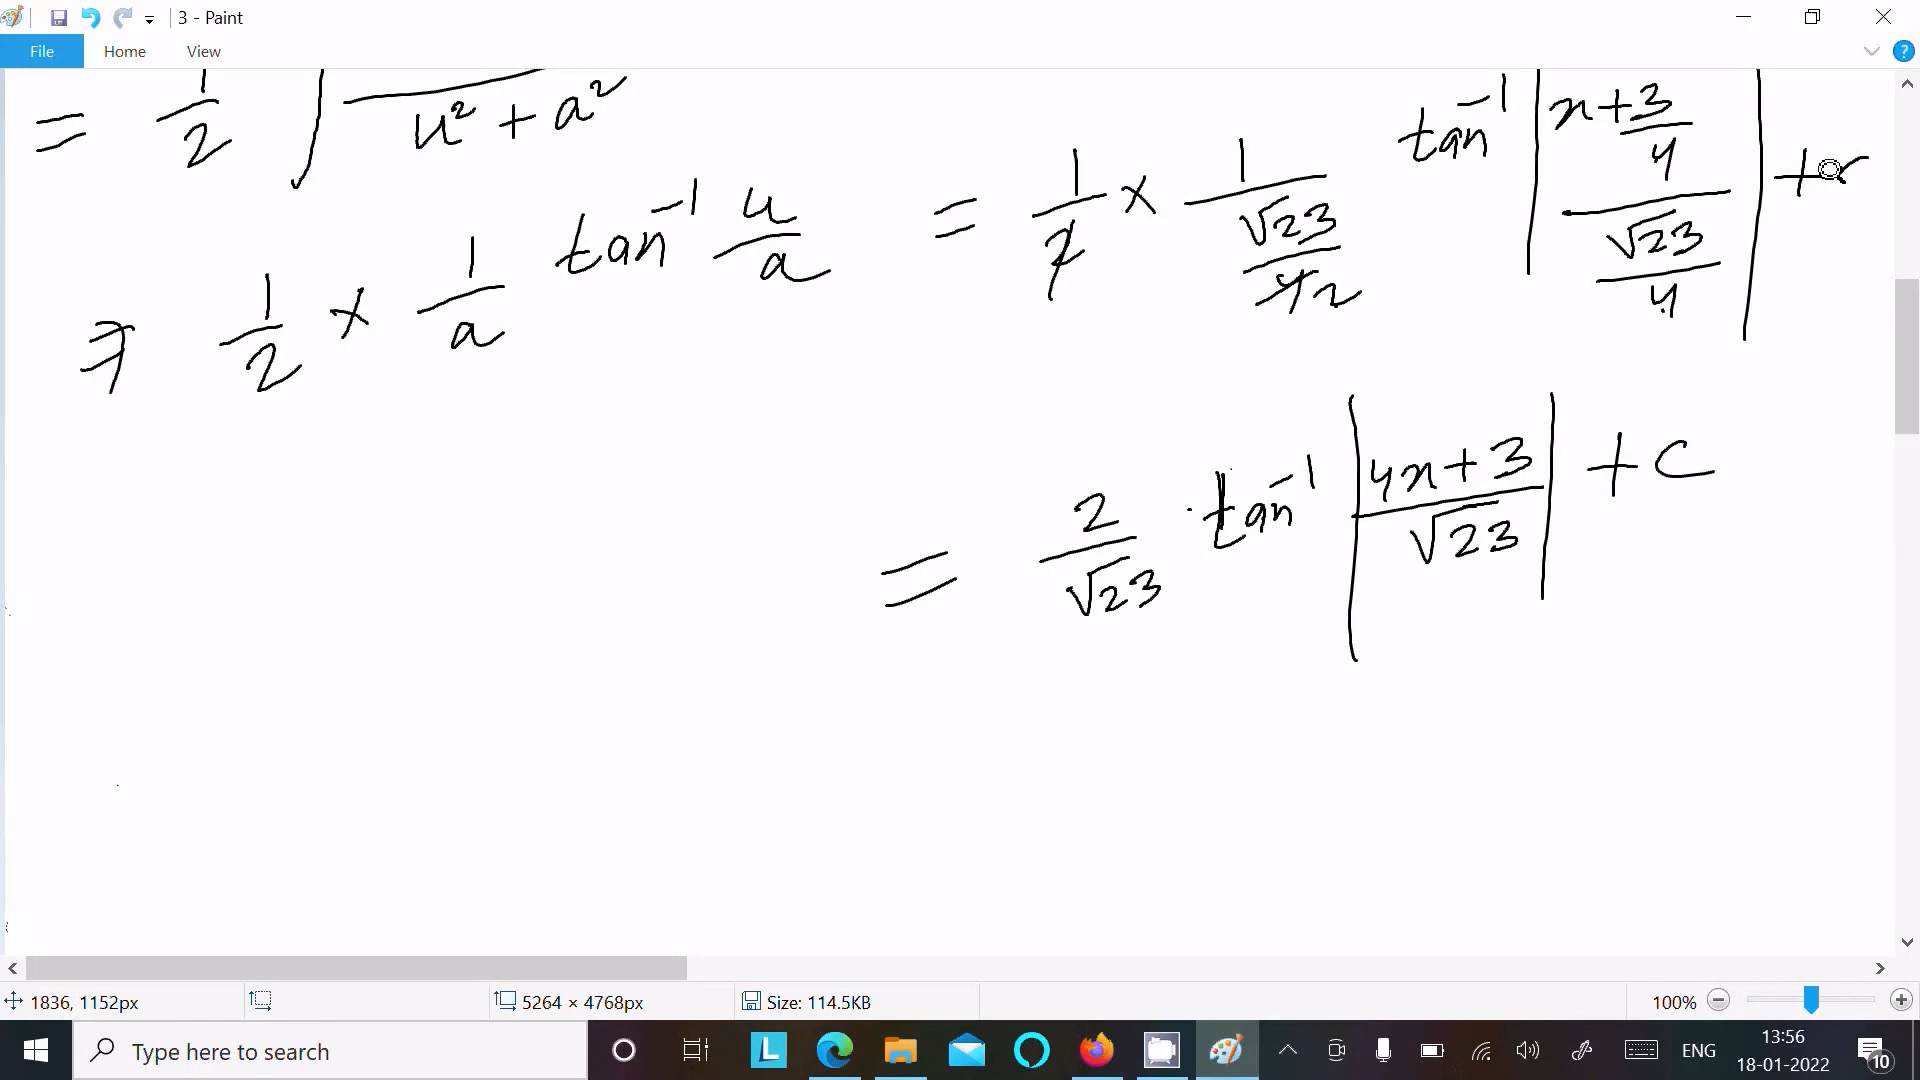 3 - Paint
File Home View
= 1/2 ∫ ─── / u² + a²
⇒ 1/2 × 1/a tan⁻¹ u/a
= 1/2 × 1/(√23/4 2) tan⁻¹ |(x+3/4)/(√23/4)| +
= 2/√23 · tan⁻¹ |(4x+3)/√23| + C
1836, 1152px 5264 × 4768px Size: 114.5KB 100%
Type here to search
L
ENG
13:56
18-01-2022
10